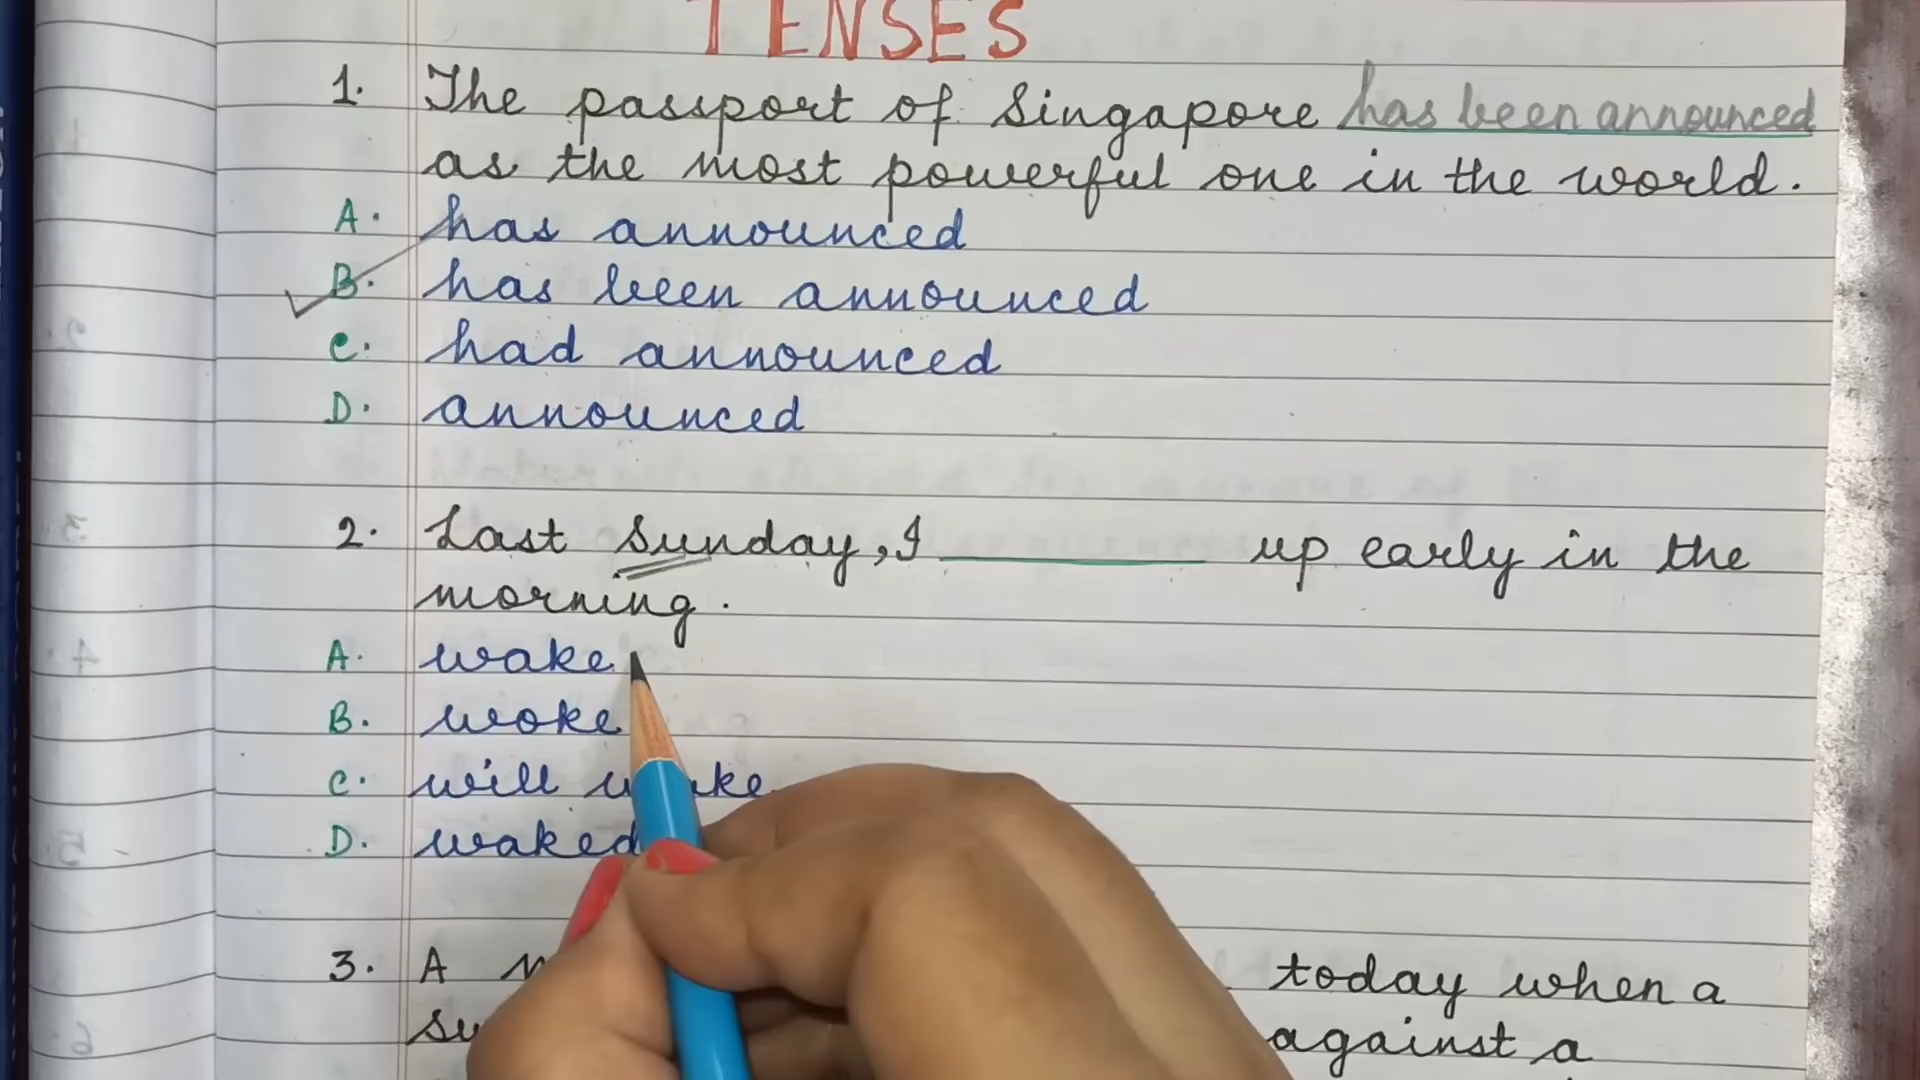 TENSES
1. The passport of Singapore has been announced
as the most powerful one in the world.
A. has announced
B. has been announced
C. had announced
D. announced
2. Last Sunday, I ________ up early in the
morning.
A. wake
B. woke
C. will wake
D. waked
3. A today when a
against a